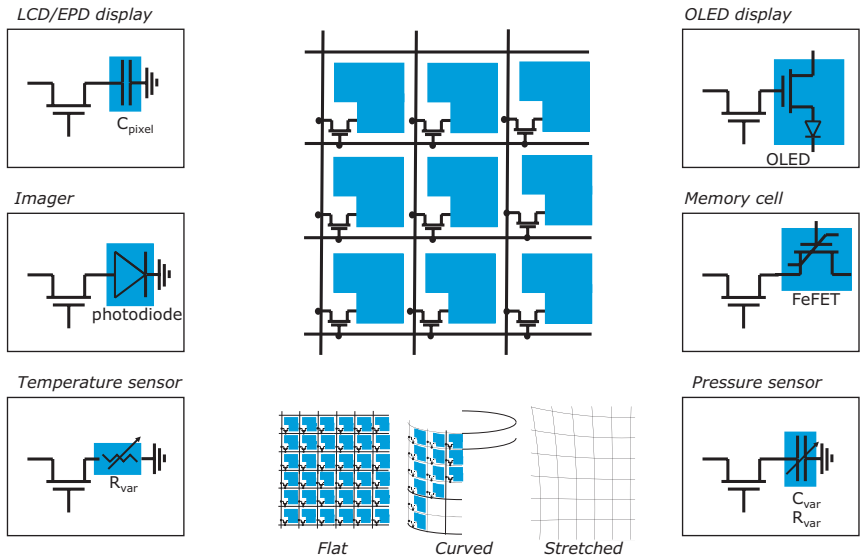 LCD/EPD display
C_pixel
OLED display
OLED
Imager
photodiode
Memory cell
FeFET
Temperature sensor
R_var
Pressure sensor
C_var
R_var
Flat
Curved
Stretched